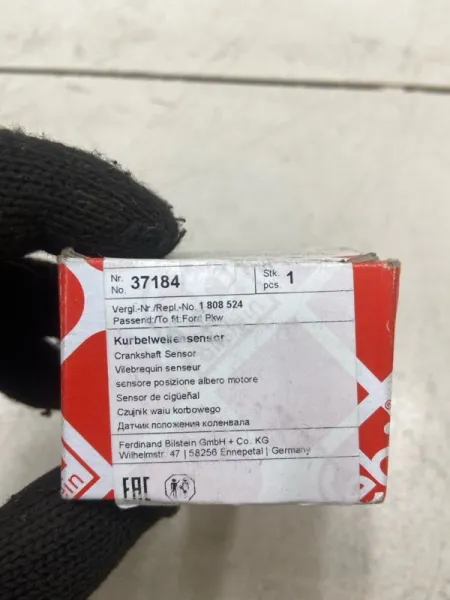 Nr. No. 37184 Stk. pcs. 1
Vergl.-Nr./Repl.-No. 1 808 524
Passend:/To fit:Ford Pkw
Kurbelwellensensor
Crankshaft Sensor
Vilebrequin senseur
sensore posizione albero motore
Sensor de cigüeñal
Czujnik wału korbowego
Датчик положения коленвала
Ferdinand Bilstein GmbH + Co. KG
Wilhelmstr. 47 | 58256 Ennepetal | Germany
EAC